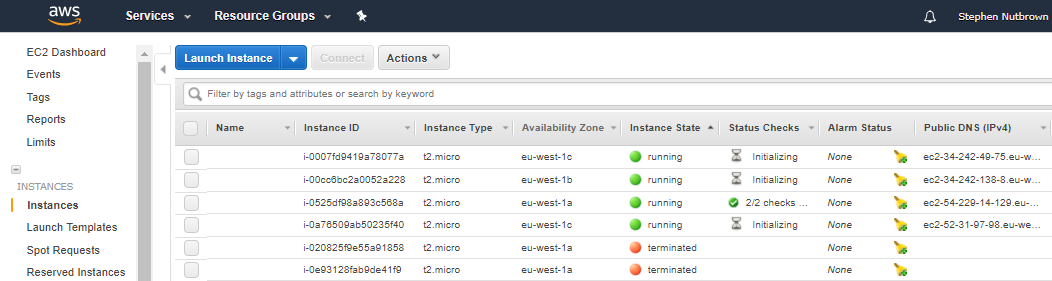 aws Services Resource Groups Stephen Nutbrown
EC2 Dashboard
Events
Tags
Reports
Limits
INSTANCES
Instances
Launch Templates
Spot Requests
Reserved Instances
Launch Instance Connect Actions
Filter by tags and attributes or search by keyword
Name Instance ID Instance Type Availability Zone Instance State Status Checks Alarm Status Public DNS (IPv4)
i-0007fd9419a78077a t2.micro eu-west-1c running Initializing None ec2-34-242-49-75.eu-w...
i-00cc6bc2a0052a228 t2.micro eu-west-1b running Initializing None ec2-34-242-138-8.eu-w...
i-0525df98a893c568a t2.micro eu-west-1a running 2/2 checks ... None ec2-54-229-14-129.eu-...
i-0a76509ab50235f40 t2.micro eu-west-1c running Initializing None ec2-52-31-97-98.eu-we...
i-020825f9e55a91858 t2.micro eu-west-1a terminated None
i-0e93128fab9de41f9 t2.micro eu-west-1a terminated None